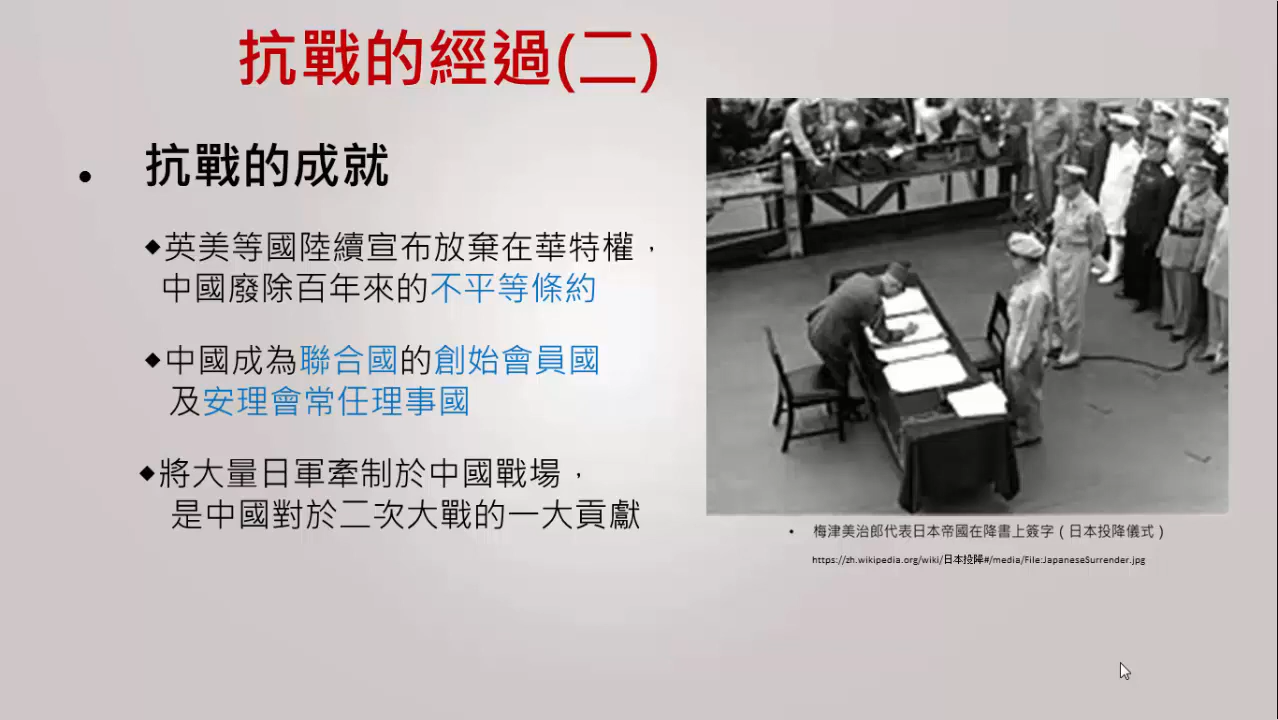 抗戰的經過(二)
• 抗戰的成就
◆英美等國陸續宣布放棄在華特權，
中國廢除百年來的不平等條約
◆中國成為聯合國的創始會員國
及安理會常任理事國
◆將大量日軍牽制於中國戰場，
是中國對於二次大戰的一大貢獻
• 梅津美治郎代表日本帝國在降書上簽字（日本投降儀式）
https://zh.wikipedia.org/wiki/日本投降#/media/File:JapaneseSurrender.jpg